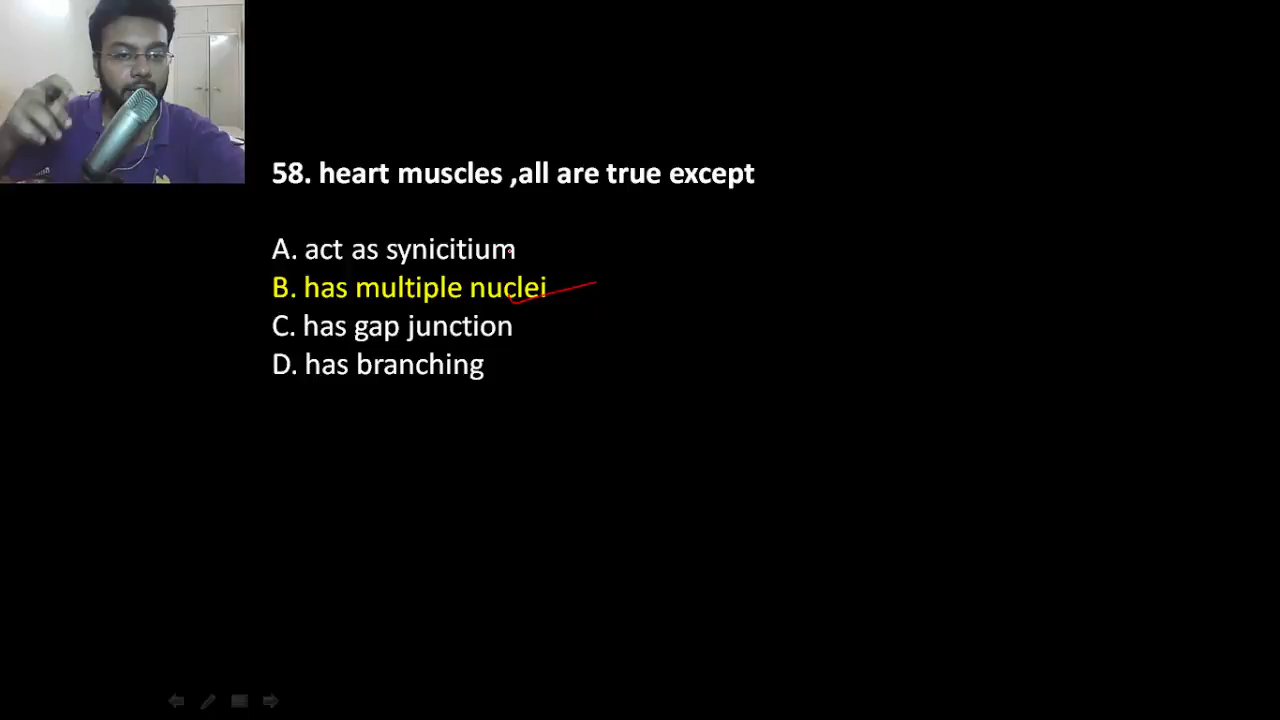 58. heart muscles ,all are true except
A. act as synicitium
B. has multiple nuclei
C. has gap junction
D. has branching